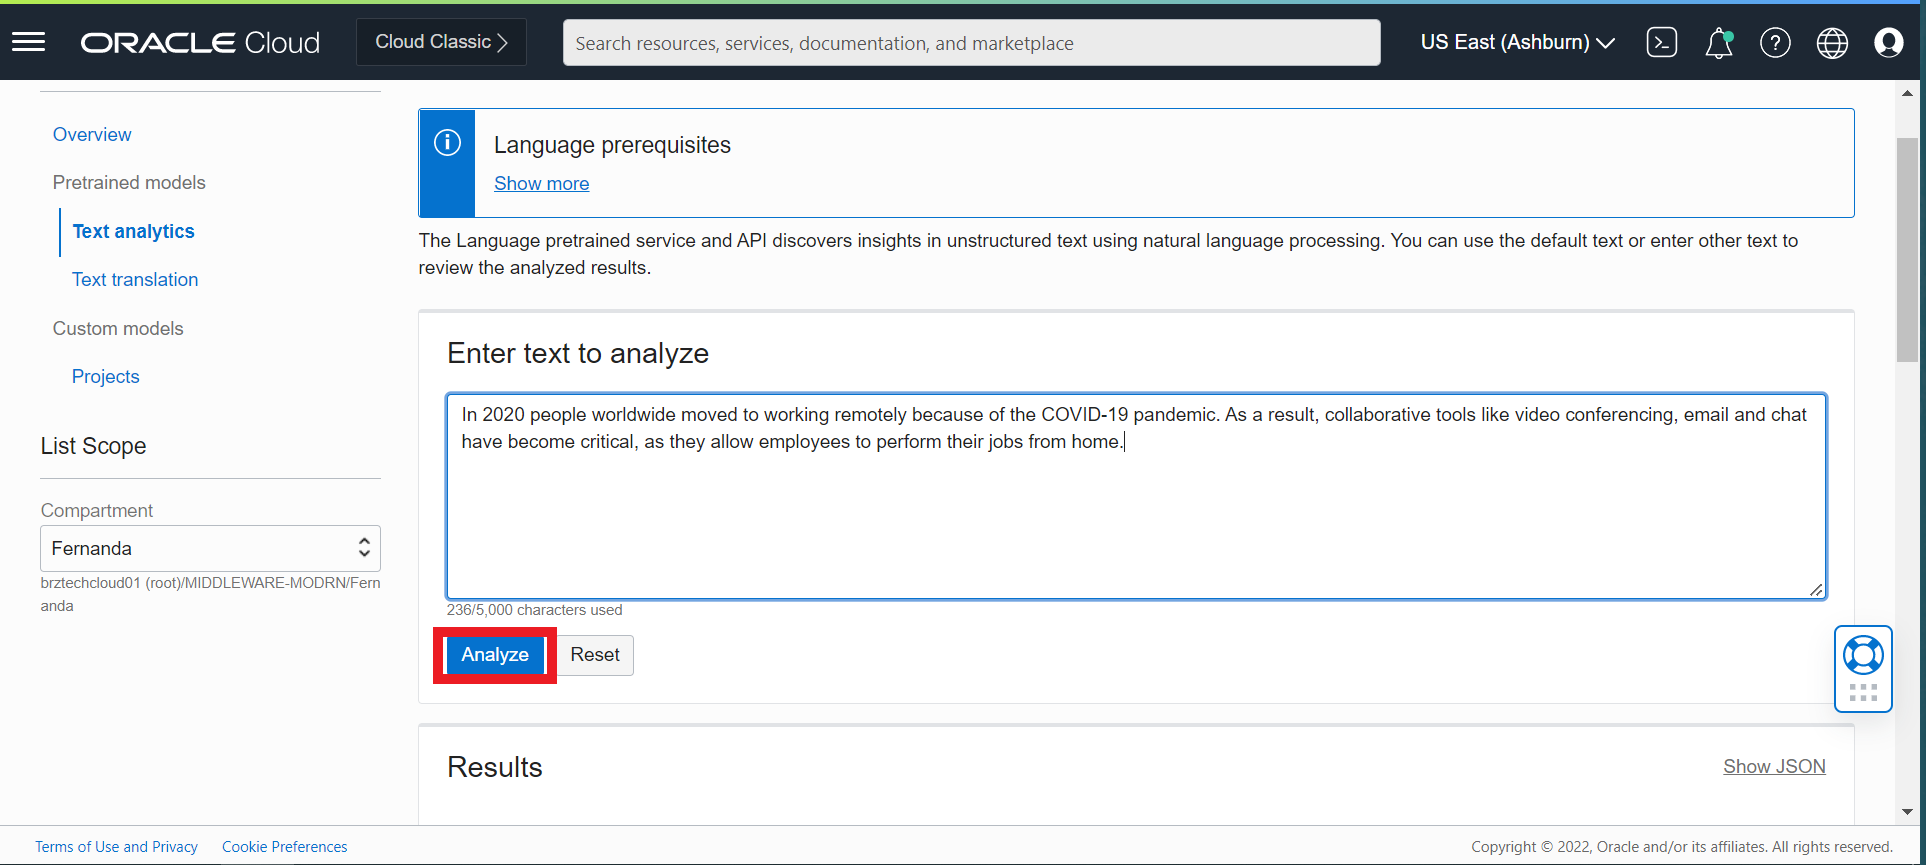 ORACLE Cloud
Cloud Classic
Search resources, services, documentation, and marketplace
US East (Ashburn)
Overview
Pretrained models
Text analytics
Text translation
Custom models
Projects
List Scope
Compartment
Fernanda
brztechcloud01 (root)/MIDDLEWARE-MODRN/Fern
anda
Language prerequisites
Show more
The Language pretrained service and API discovers insights in unstructured text using natural language processing. You can use the default text or enter other text to
review the analyzed results.
Enter text to analyze
In 2020 people worldwide moved to working remotely because of the COVID-19 pandemic. As a result, collaborative tools like video conferencing, email and chat
have become critical, as they allow employees to perform their jobs from home.
236/5,000 characters used
Analyze
Reset
Results
Show JSON
Terms of Use and Privacy
Cookie Preferences
Copyright © 2022, Oracle and/or its affiliates. All rights reserved.